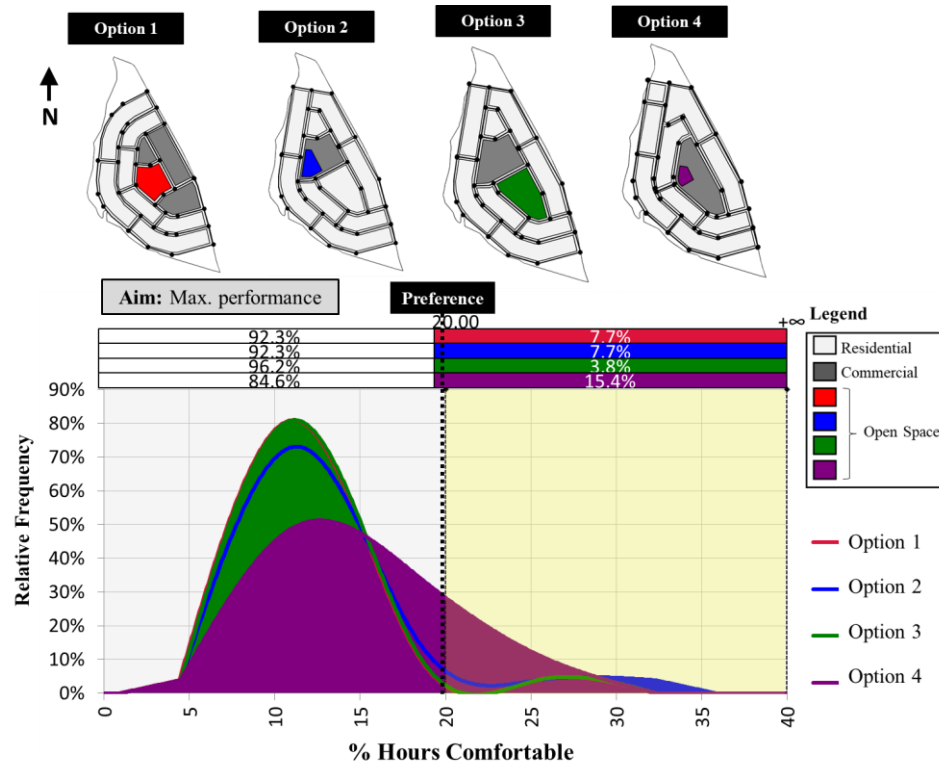 Option 1
Option 2
Option 3
Option 4
N
Aim: Max. performance
Preference
20.00
+∞
92.3%
7.7%
92.3%
7.7%
96.2%
3.8%
84.6%
15.4%
Legend
Residential
Commercial
Open Space
90%
80%
70%
60%
50%
40%
30%
20%
10%
0%
Relative Frequency
0
5
10
15
20
25
30
35
40
% Hours Comfortable
Option 1
Option 2
Option 3
Option 4